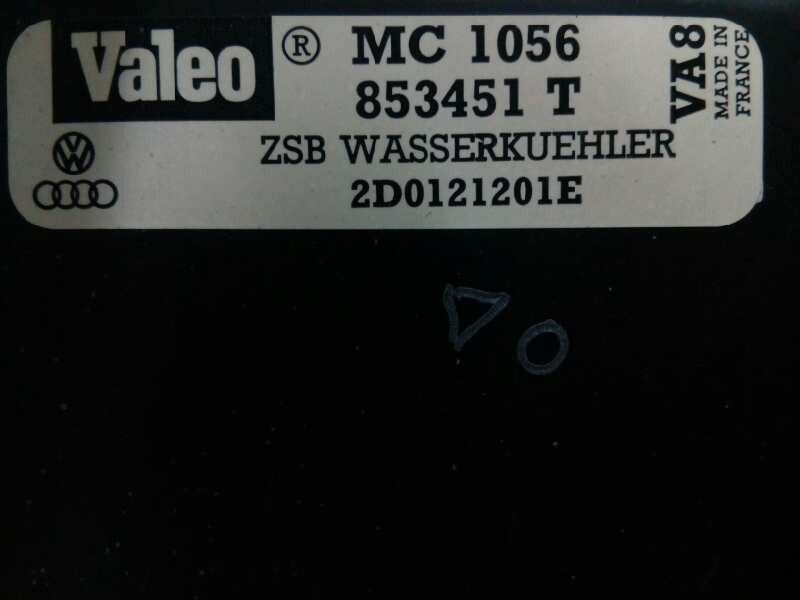 Valeo ® MC 1056
853451 T
ZSB WASSERKUEHLER
2D0121201E
VA8
MADE IN
FRANCE